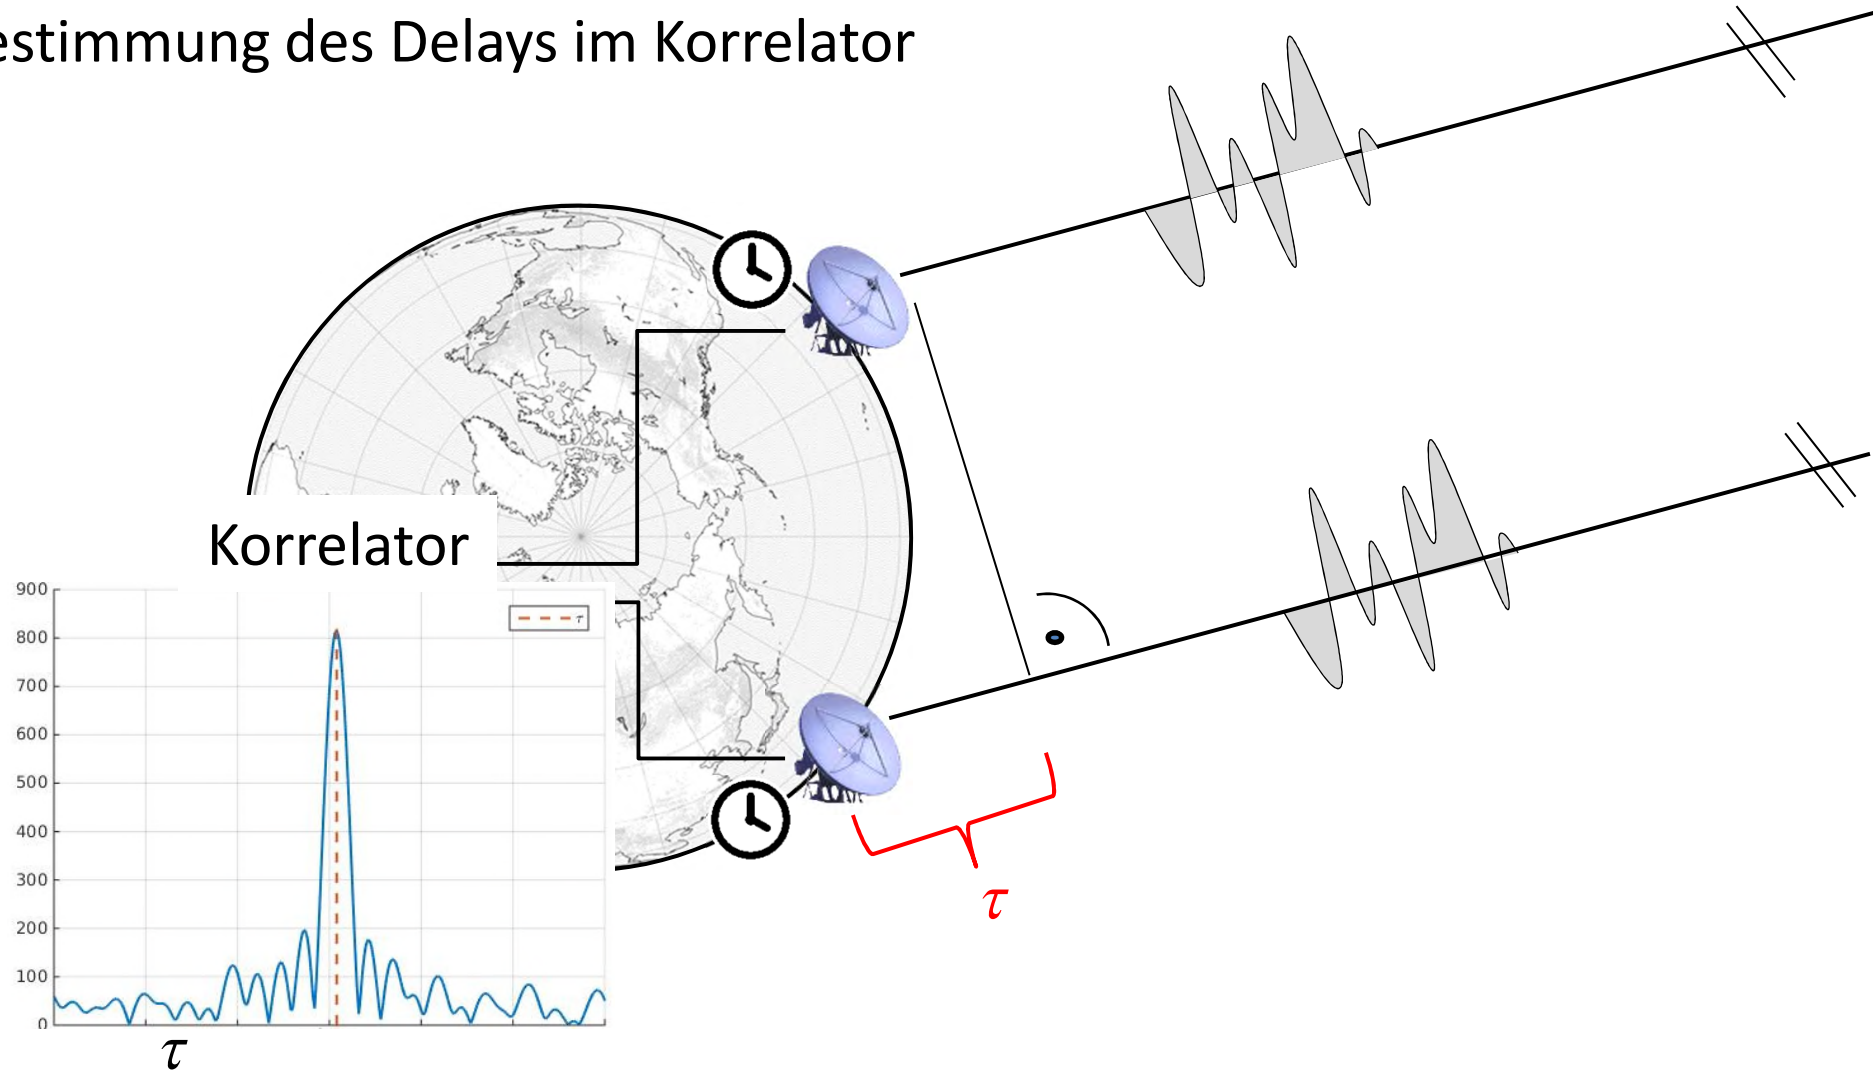 estimmung des Delays im Korrelator
Korrelator
900
800
700
600
500
400
300
200
100
0
τ
τ
τ